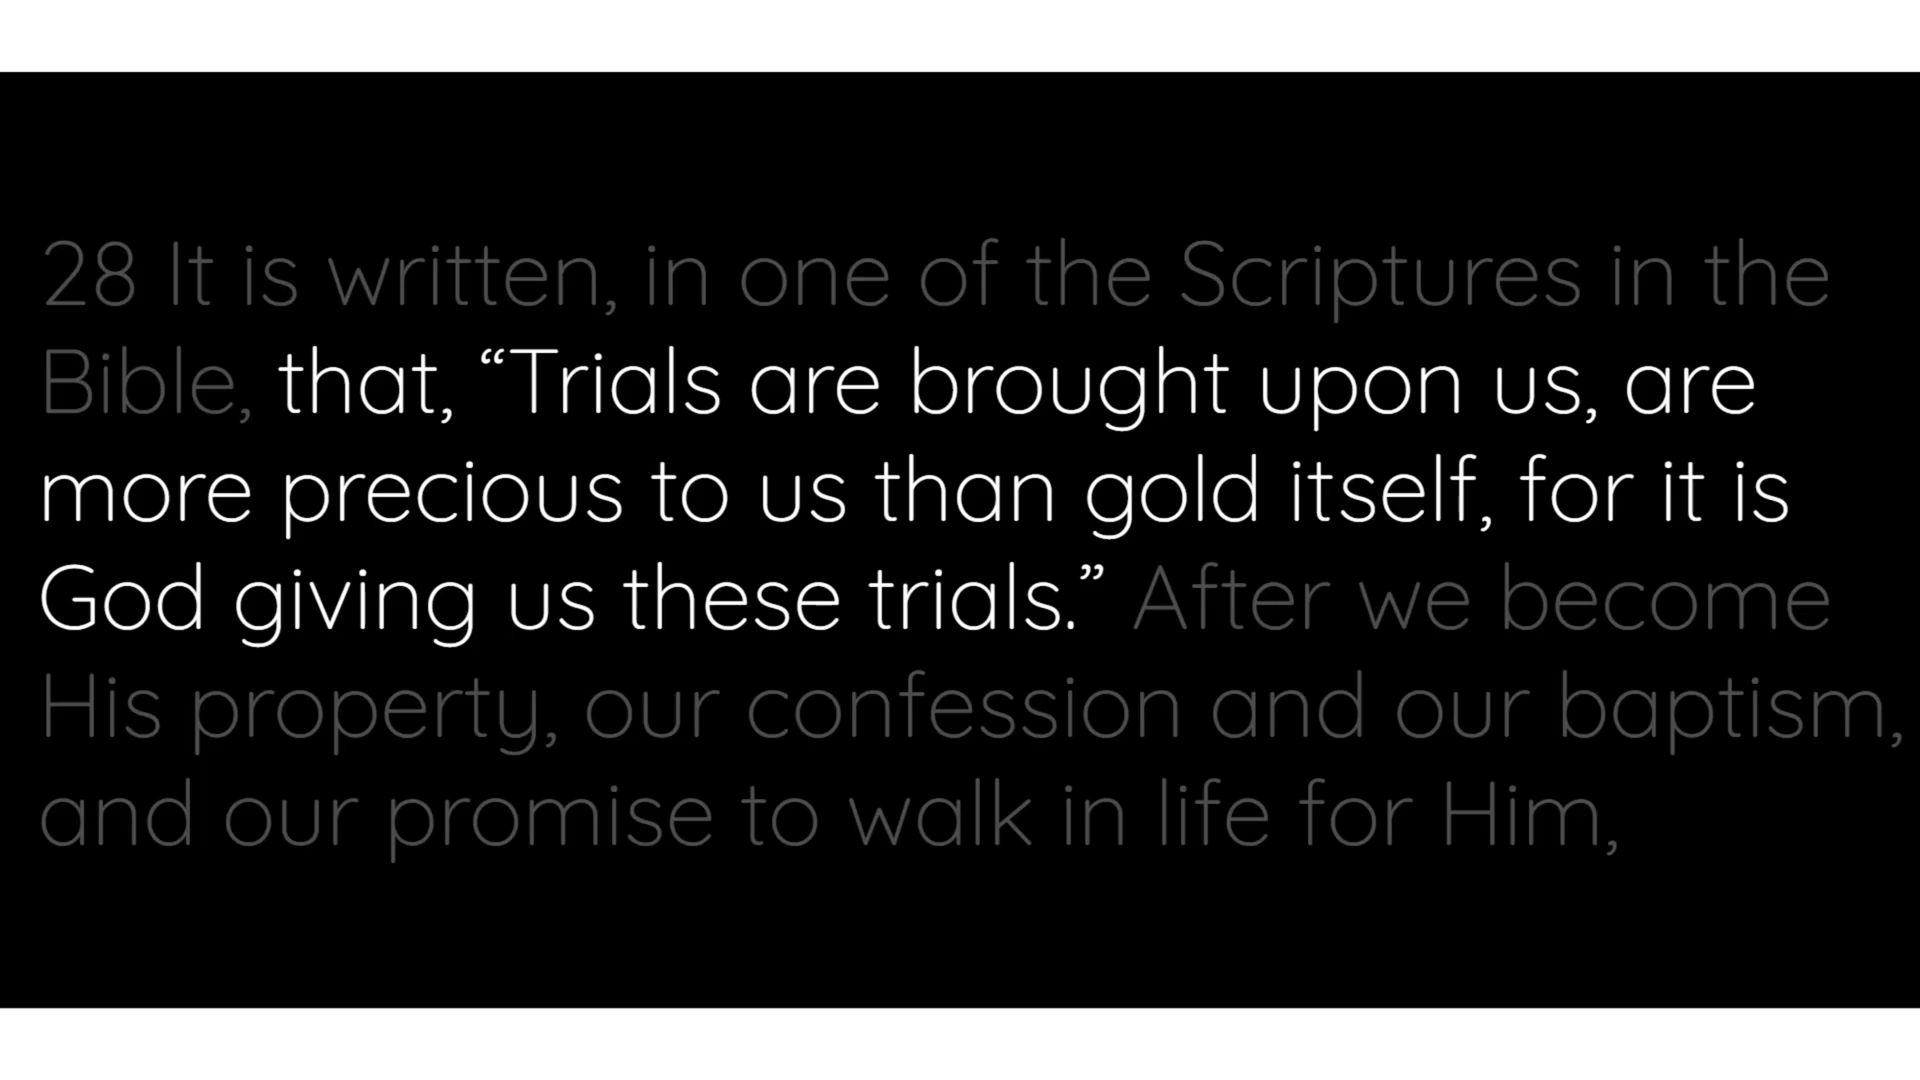 28 It is written, in one of the Scriptures in the
Bible, that, “Trials are brought upon us, are
more precious to us than gold itself, for it is
God giving us these trials.” After we become
His property, our confession and our baptism,
and our promise to walk in life for Him,